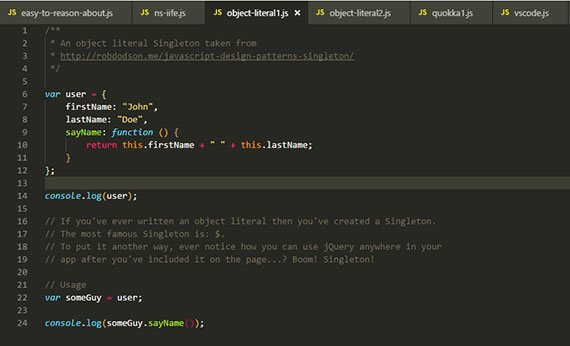 JS easy-to-reason-about.js JS ns-iife.js JS object-literal1.js × JS object-literal2.js JS quokka1.js JS vscode.js
1 /**
2 * An object literal Singleton taken from
3 * http://robdodson.me/javascript-design-patterns-singleton/
4 */
5
6 var user = {
7 firstName: "John",
8 lastName: "Doe",
9 sayName: function () {
10 return this.firstName + " " + this.lastName;
11 }
12 };
13
14 console.log(user);
15
16 // If you've ever written an object literal then you've created a Singleton.
17 // The most famous Singleton is: $.
18 // To put it another way, ever notice how you can use jQuery anywhere in your
19 // app after you've included it on the page...? Boom! Singleton!
20
21 // Usage
22 var someGuy = user;
23
24 console.log(someGuy.sayName());